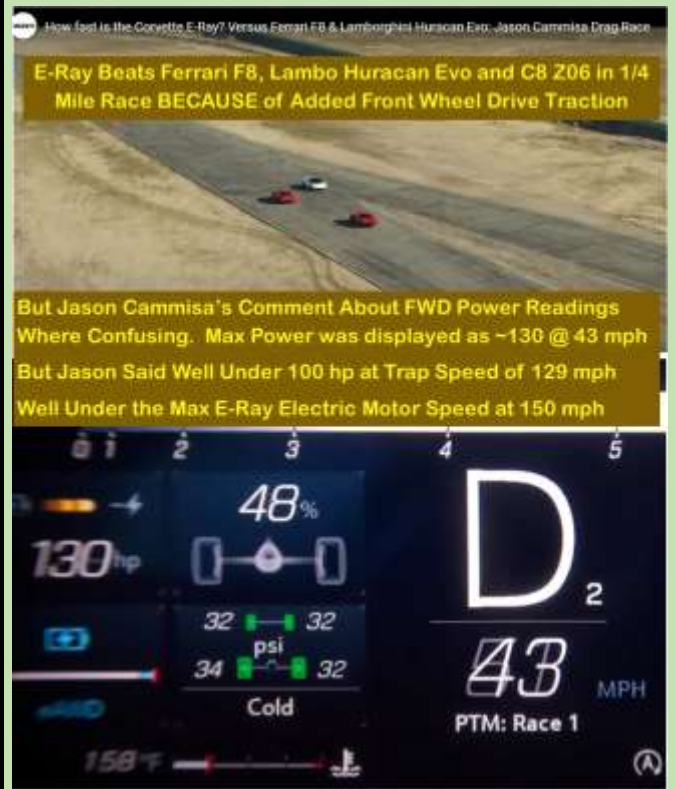 How fast is the Corvette E-Ray? Versus Ferrari F8 & Lamborghini Huracan Evo: Jason Cammisa Drag Race
E-Ray Beats Ferrari F8, Lambo Huracan Evo and C8 Z06 in 1/4
Mile Race BECAUSE of Added Front Wheel Drive Traction
But Jason Cammisa's Comment About FWD Power Readings
Where Confusing. Max Power was displayed as ~130 @ 43 mph
But Jason Said Well Under 100 hp at Trap Speed of 129 mph
Well Under the Max E-Ray Electric Motor Speed at 150 mph
0 1 2 3 4 5
48%
130 hp
D2
32 32
psi
34 32
Cold
43 MPH
PTM: Race 1
158°F
(A)